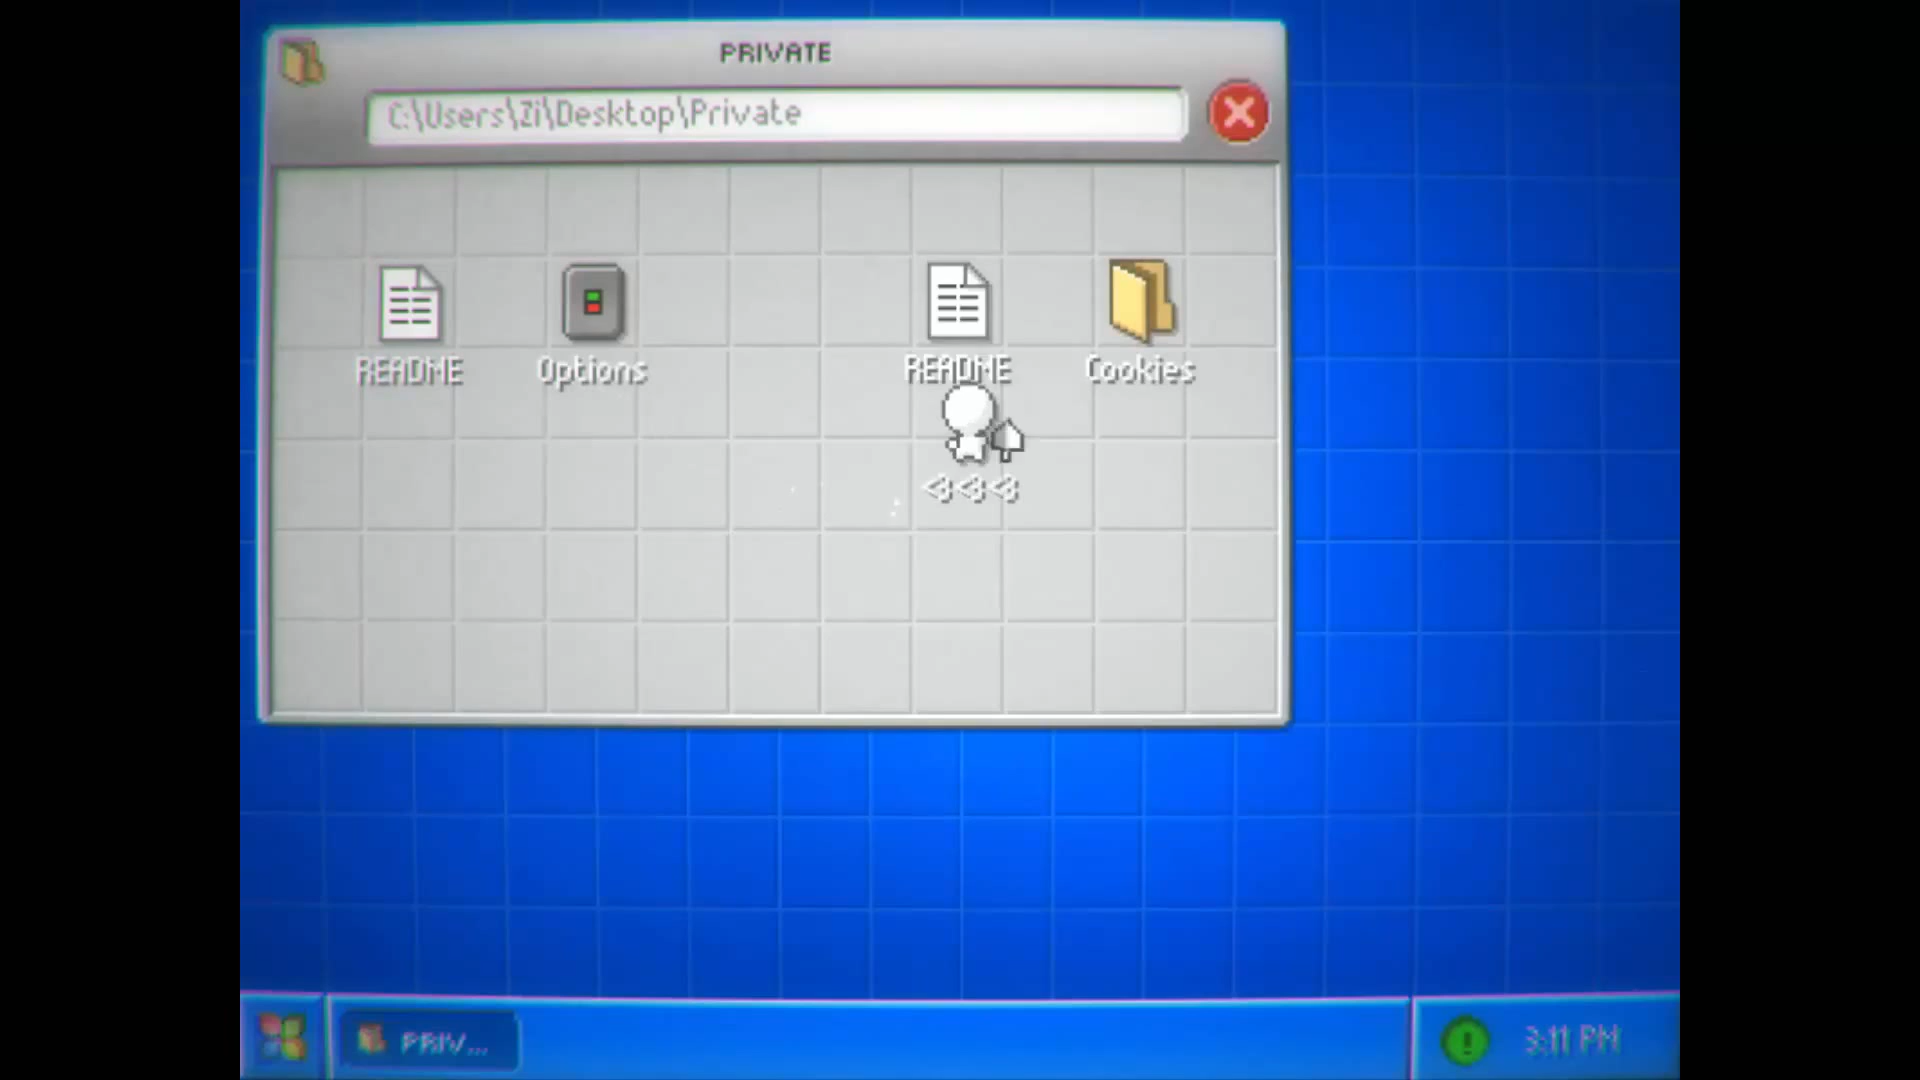 PRIVATE
C:\Users\Zi\Desktop\Private
README
Options
README
Cookies
<3<3<3
PRIV...
3:11 PM